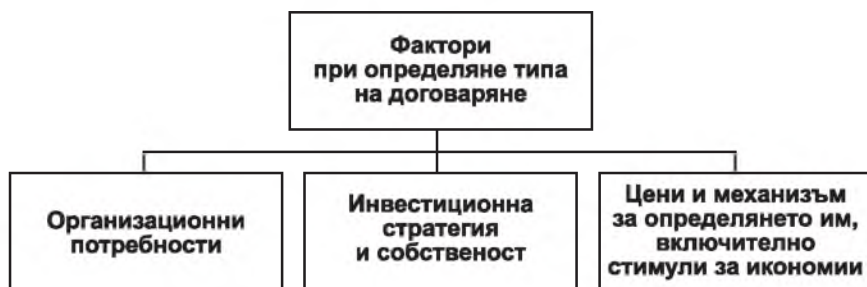 Фактори
при определяне типа
на договаряне
Организационни
потребности
Инвестиционна
стратегия
и собственост
Цени и механизъм
за определянето им,
включително
стимули за икономии